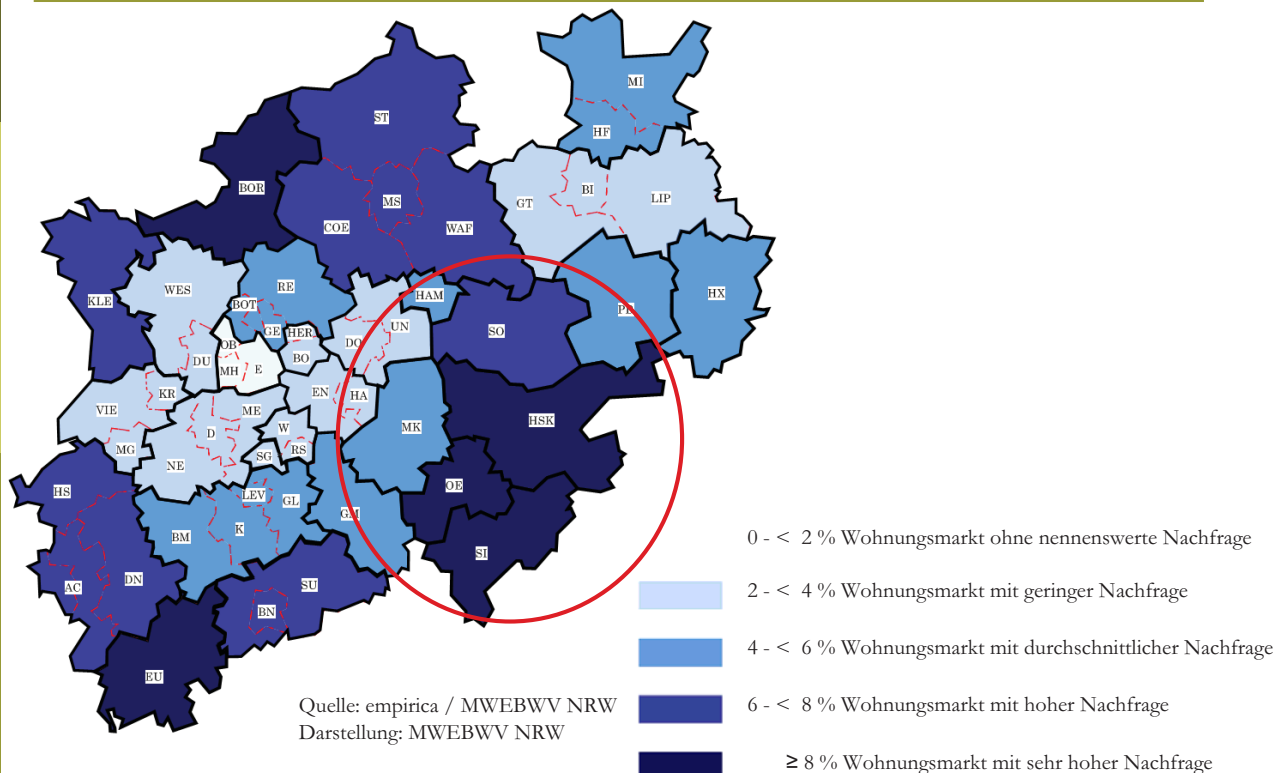 MI
ST
HF
BOR
MS
BI
LIP
GT
COE
WAF
RE
WES
KLE
HAM
HX
BOT
PB
UN
SO
GE
HER
DO
OB
BO
DU
MH
E
EN
HA
KR
VIE
ME
HSK
MK
W
D
MG
SG
RS
NE
OE
HS
LEV
GL
GM
K
BM
SI
DN
AC
SU
BN
EU
0 - < 2 % Wohnungsmarkt ohne nennenswerte Nachfrage
2 - < 4 % Wohnungsmarkt mit geringer Nachfrage
4 - < 6 % Wohnungsmarkt mit durchschnittlicher Nachfrage
6 - < 8 % Wohnungsmarkt mit hoher Nachfrage
≥ 8 % Wohnungsmarkt mit sehr hoher Nachfrage
Quelle: empirica / MWEBWV NRW
Darstellung: MWEBWV NRW